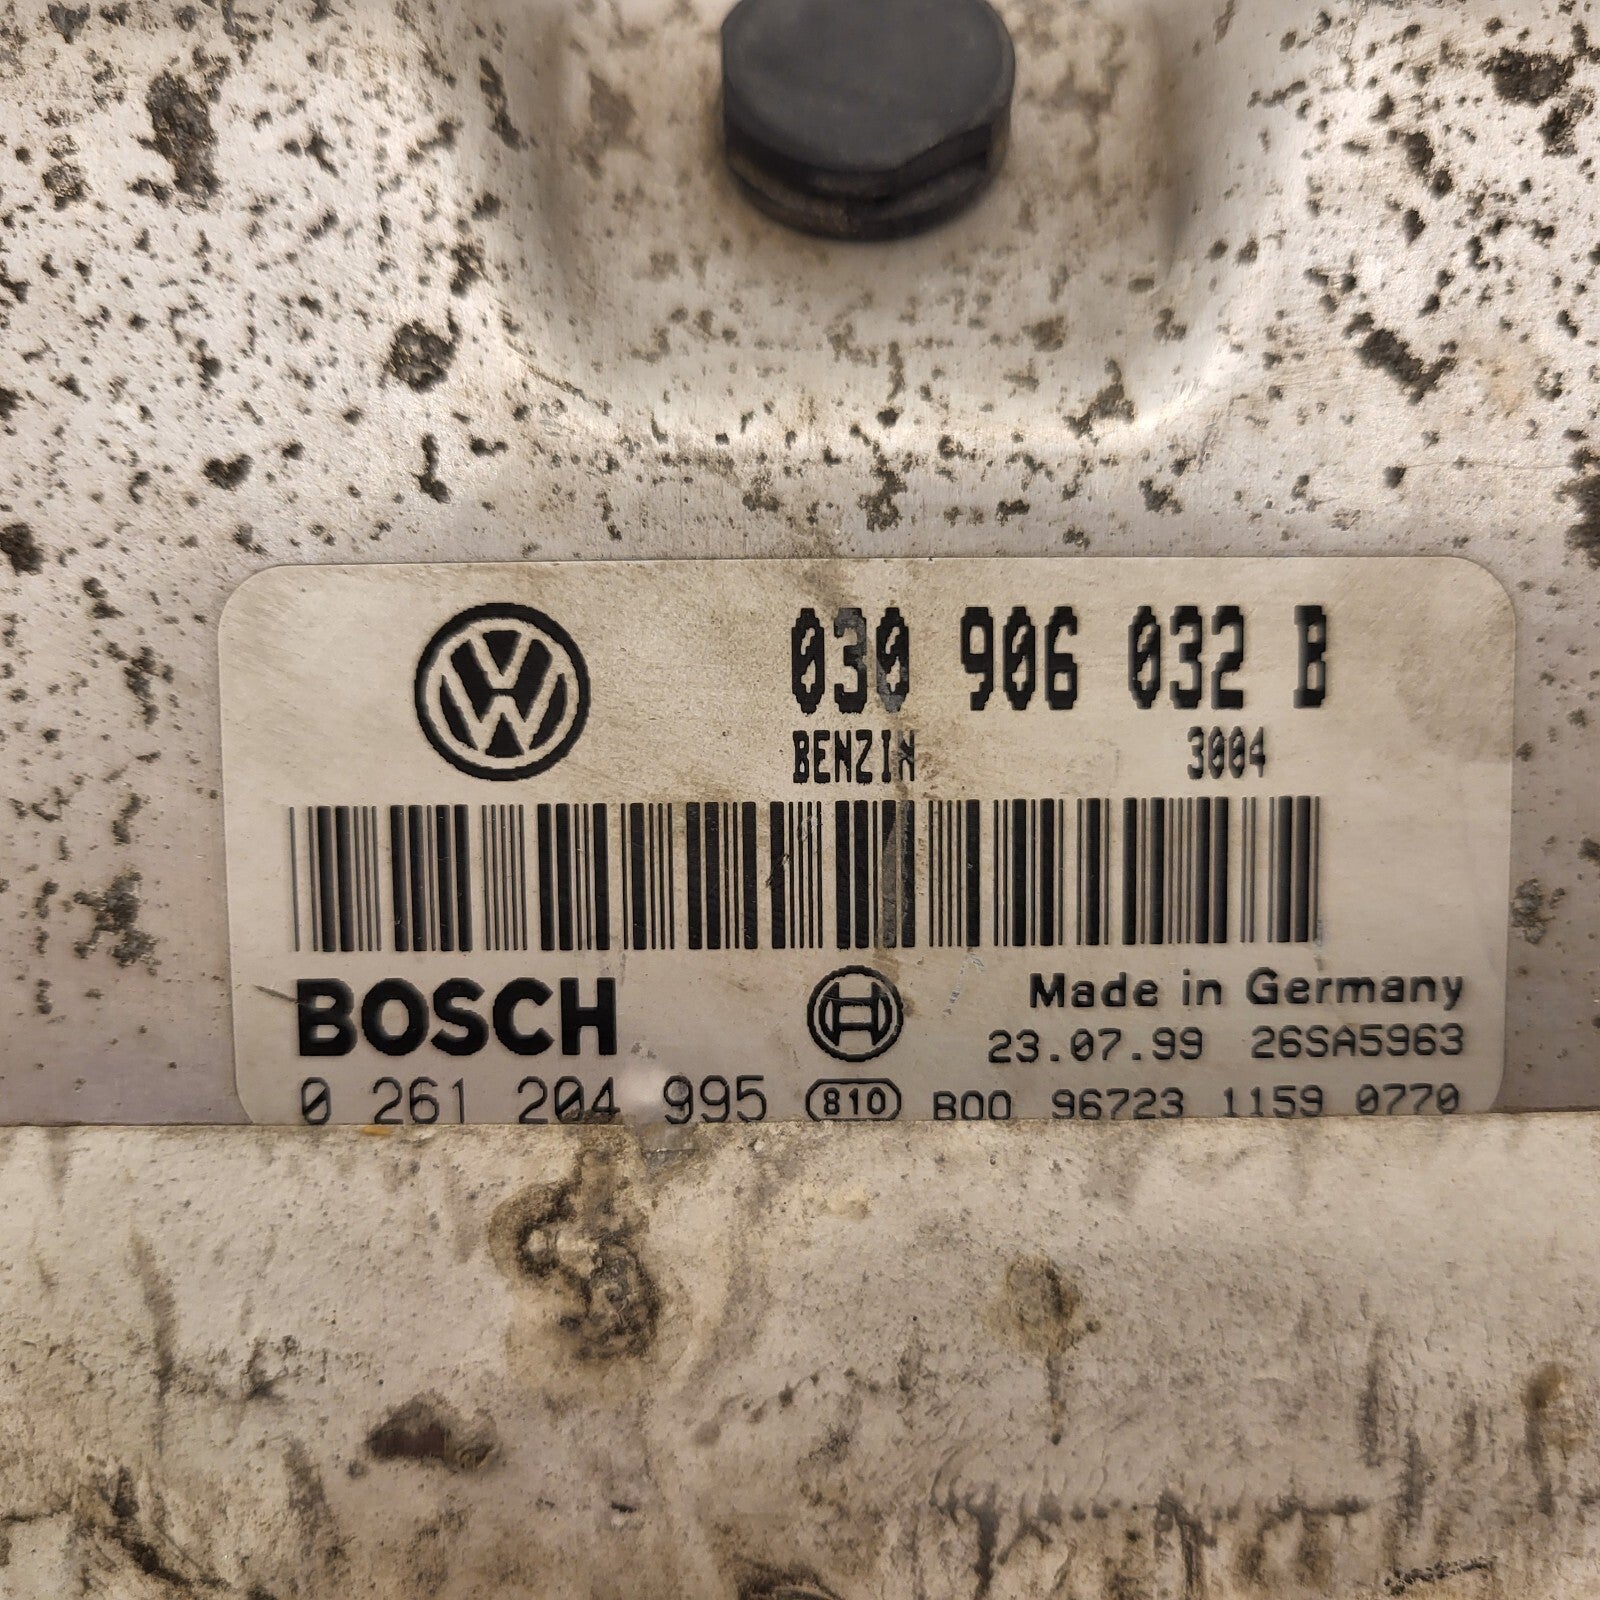 030 906 032 B
BENZIN 3004
BOSCH Made in Germany
23.07.99 26SA5963
0 261 204 995 810 B00 96723 1159 0770